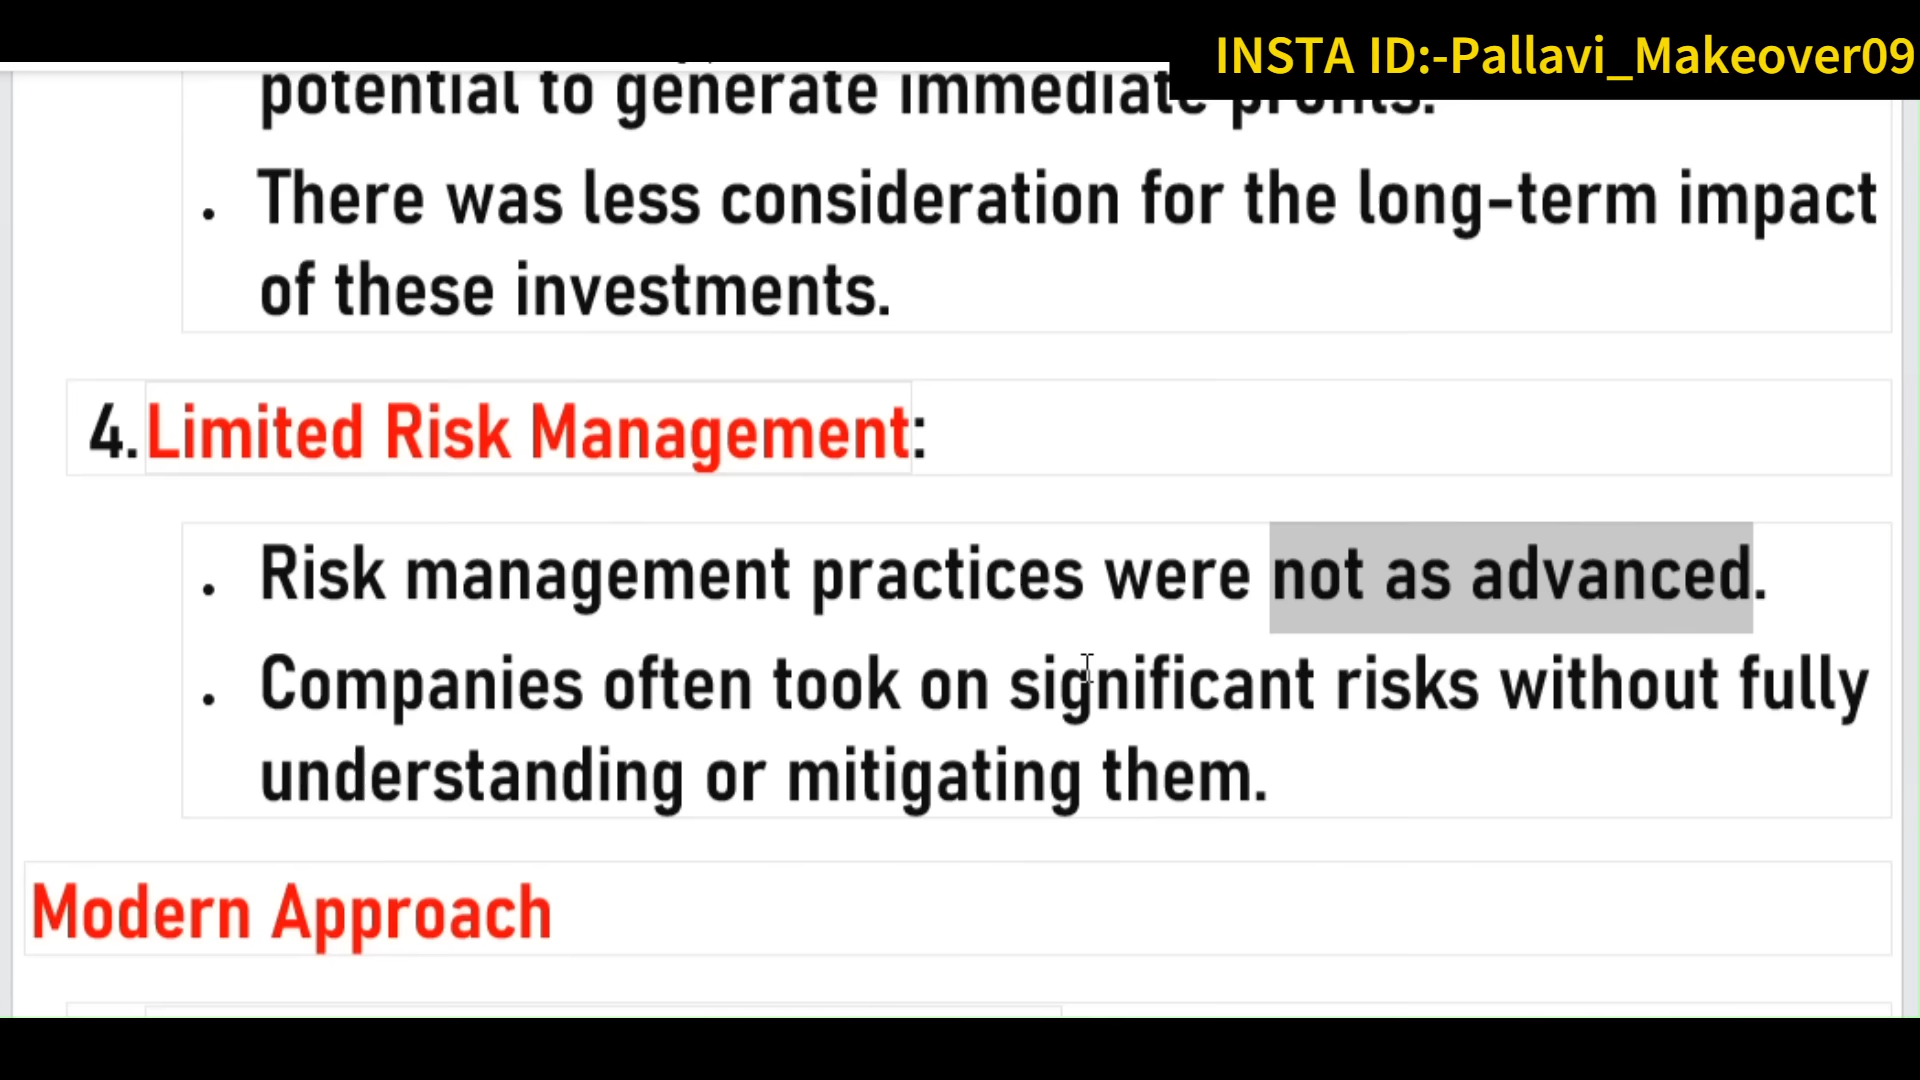 INSTA ID:-Pallavi_Makeover09
potential to generate immediate profits.
• There was less consideration for the long-term impact
of these investments.
4. Limited Risk Management:
• Risk management practices were not as advanced.
• Companies often took on significant risks without fully
understanding or mitigating them.
Modern Approach